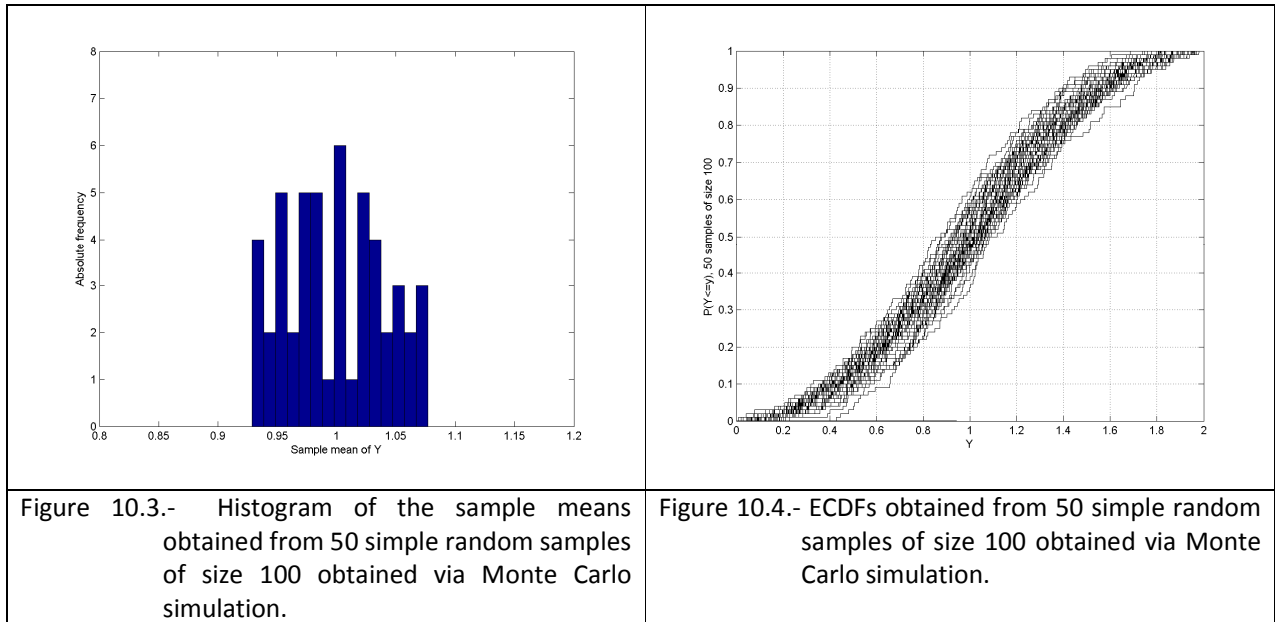 8
7
6
5
4
3
2
1
0
Absolute frequency
0.8 0.85 0.9 0.95 1 1.05 1.1 1.15 1.2
Sample mean of Y
1
0.9
0.8
0.7
0.6
0.5
0.4
0.3
0.2
0.1
0
P(Y<=y), 50 samples of size 100
0 0.2 0.4 0.6 0.8 1 1.2 1.4 1.6 1.8 2
Y
Figure 10.3.- Histogram of the sample means
obtained from 50 simple random samples
of size 100 obtained via Monte Carlo
simulation.
Figure 10.4.- ECDFs obtained from 50 simple random
samples of size 100 obtained via Monte
Carlo simulation.